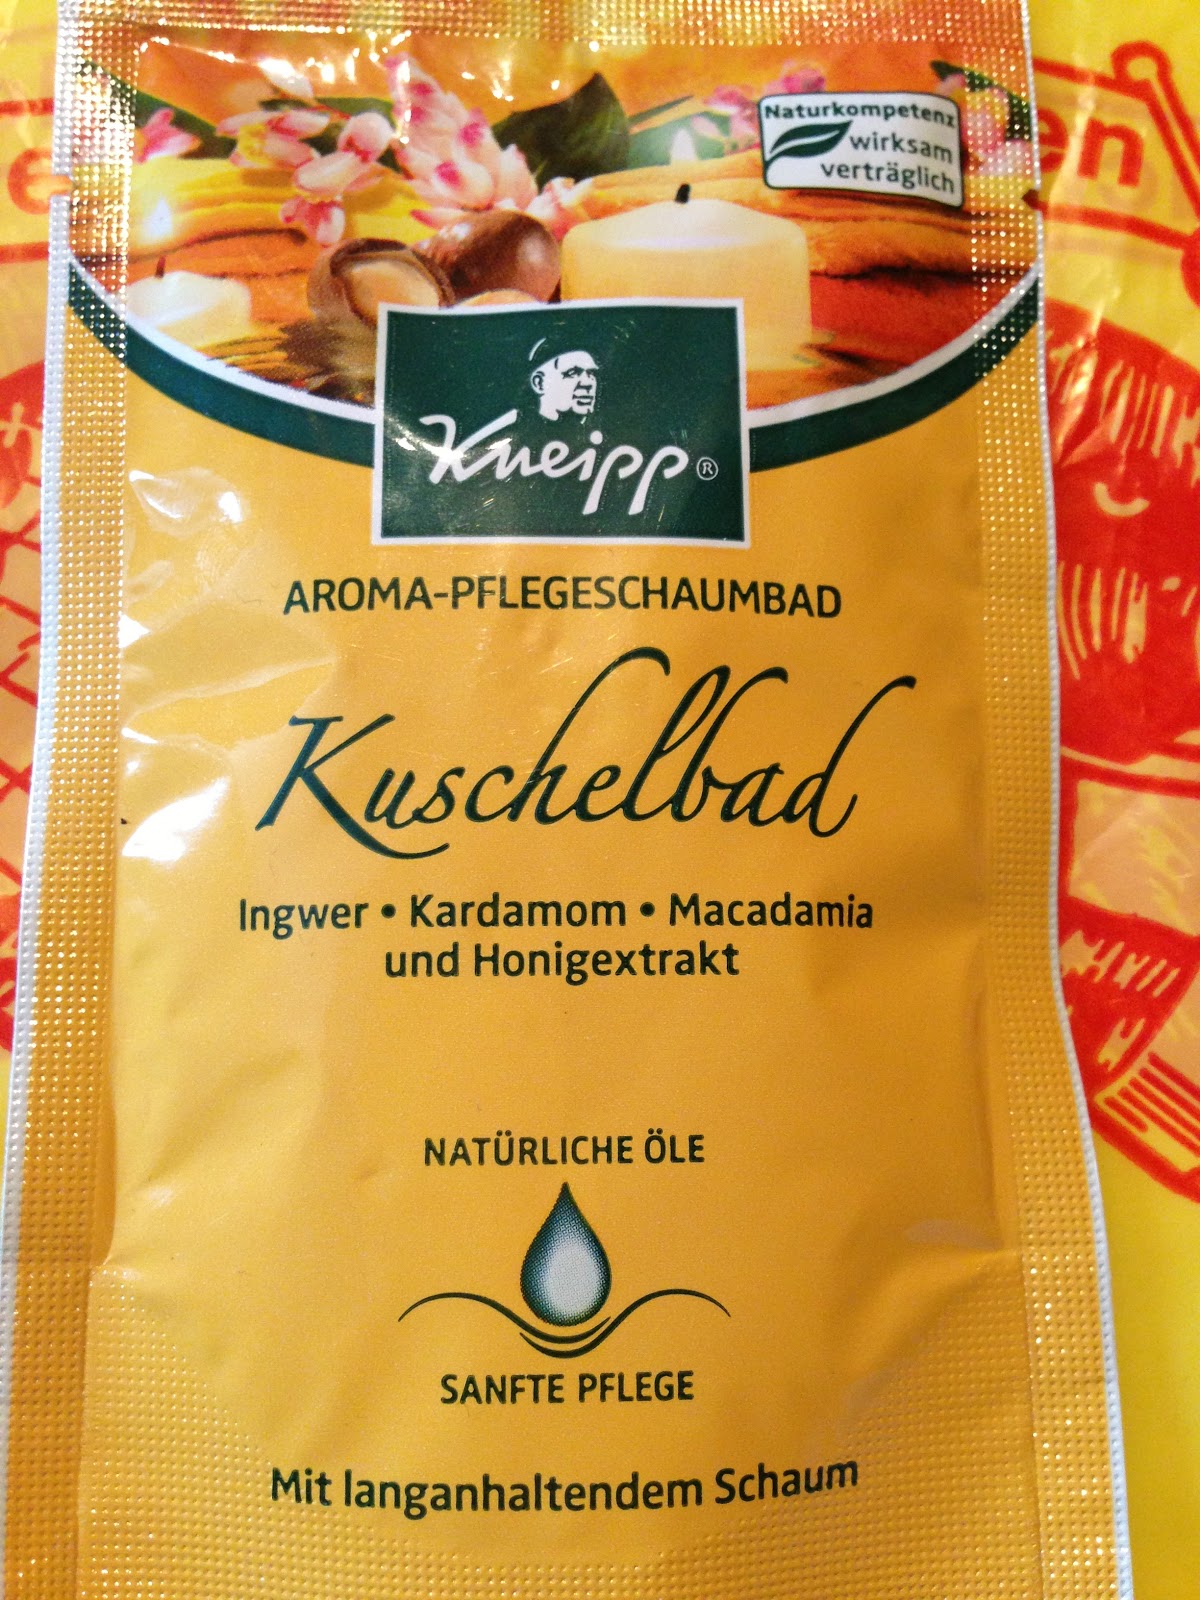 Naturkompetenz
wirksam
verträglich
en
Kneipp®
AROMA-PFLEGESCHAUMBAD
Kuschelbad
Ingwer • Kardamom • Macadamia
und Honigextrakt
NATÜRLICHE ÖLE
SANFTE PFLEGE
Mit langanhaltendem Schaum